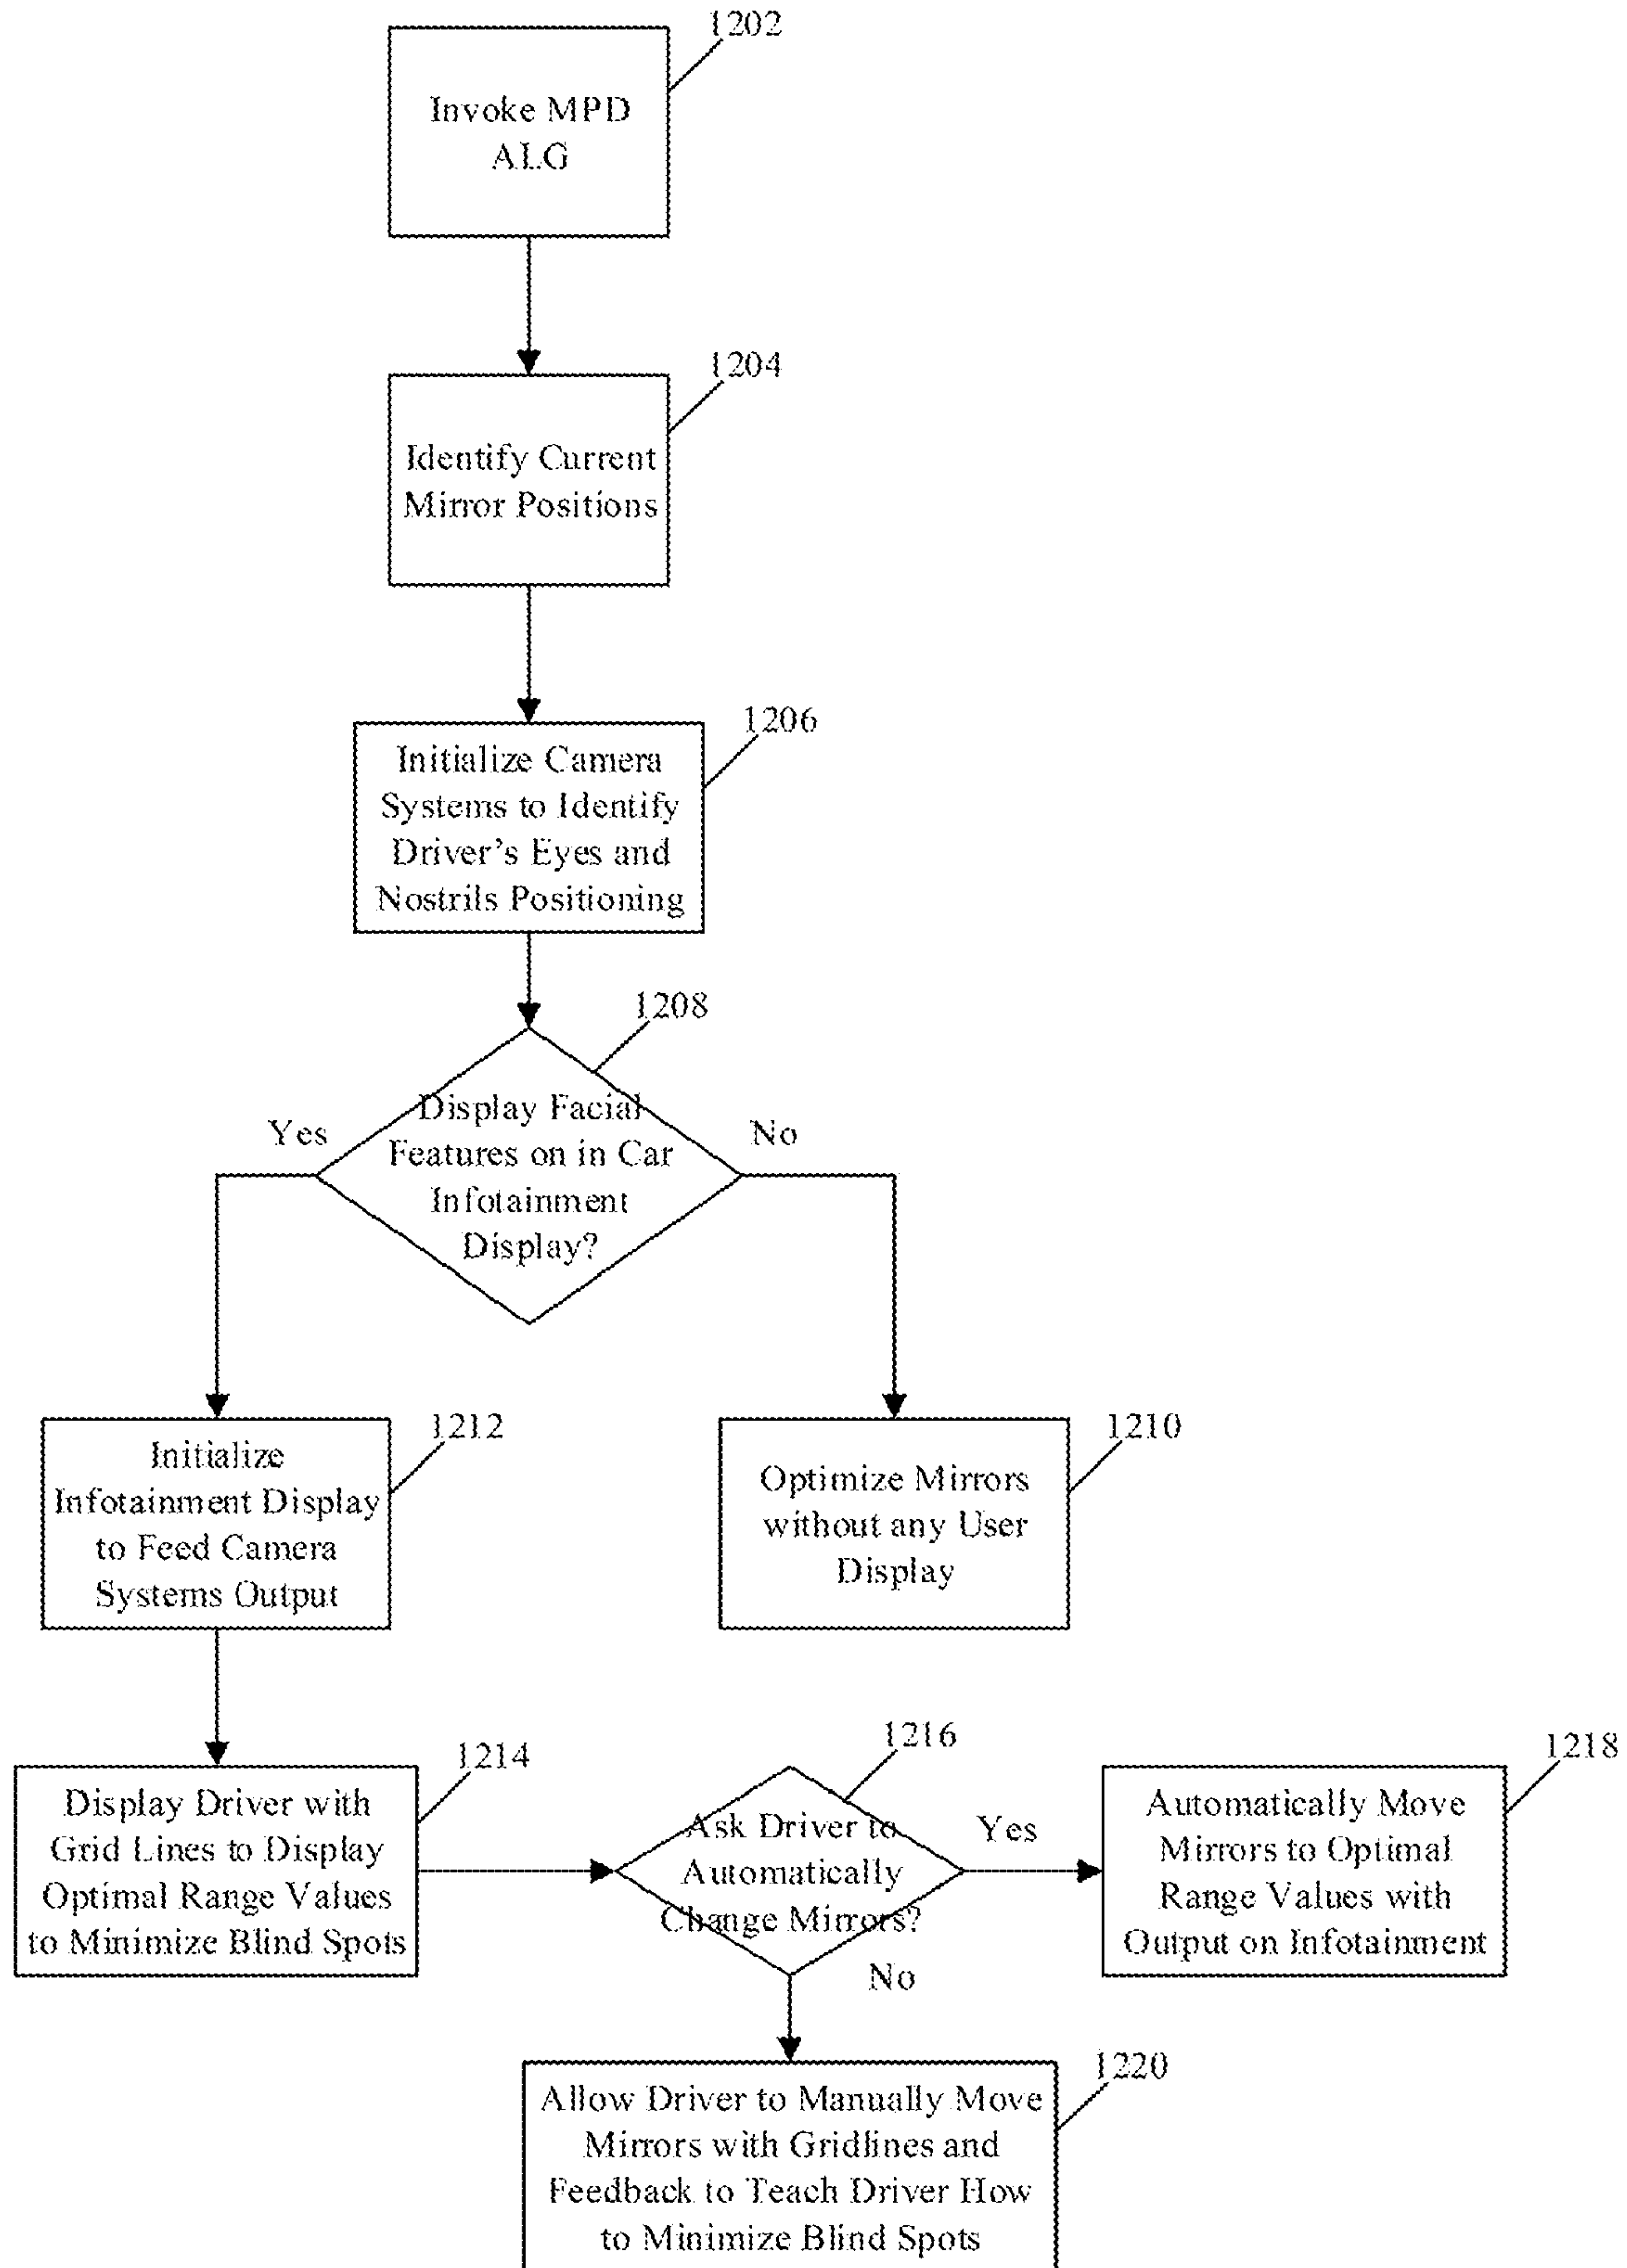 1202
Invoke MPD
ALG
1204
Identify Current
Mirror Positions
1206
Initialize Camera
Systems to Identify
Driver's Eyes and
Nostrils Positioning
1208
Display Facial
Features on in Car
Infotainment
Display?
Yes
No
1212
Initialize
Infotainment Display
to Feed Camera
Systems Output
1210
Optimize Mirrors
without any User
Display
1214
Display Driver with
Grid Lines to Display
Optimal Range Values
to Minimize Blind Spots
1216
Ask Driver to
Automatically
Change Mirrors?
Yes
No
1218
Automatically Move
Mirrors to Optimal
Range Values with
Output on Infotainment
1220
Allow Driver to Manually Move
Mirrors with Gridlines and
Feedback to Teach Driver How
to Minimize Blind Spots